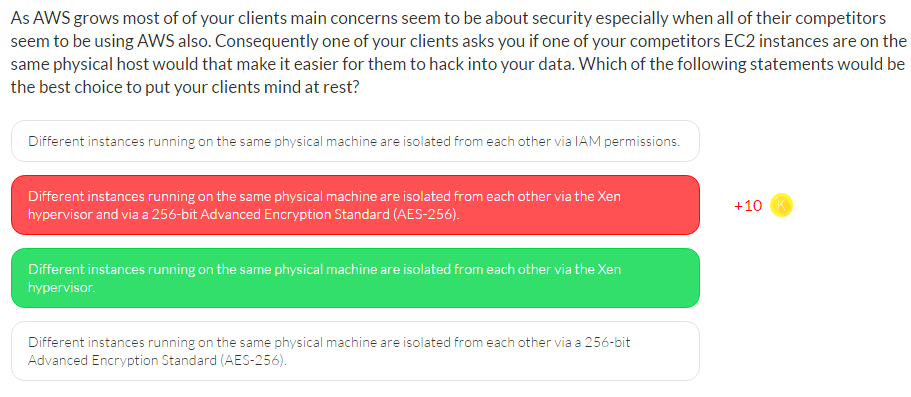 As AWS grows most of of your clients main concerns seem to be about security especially when all of their competitors
seem to be using AWS also. Consequently one of your clients asks you if one of your competitors EC2 instances are on the
same physical host would that make it easier for them to hack into your data. Which of the following statements would be
the best choice to put your clients mind at rest?
Different instances running on the same physical machine are isolated from each other via IAM permissions.
Different instances running on the same physical machine are isolated from each other via the Xen
hypervisor and via a 256-bit Advanced Encryption Standard (AES-256).
+10 K
Different instances running on the same physical machine are isolated from each other via the Xen
hypervisor.
Different instances running on the same physical machine are isolated from each other via a 256-bit
Advanced Encryption Standard (AES-256).